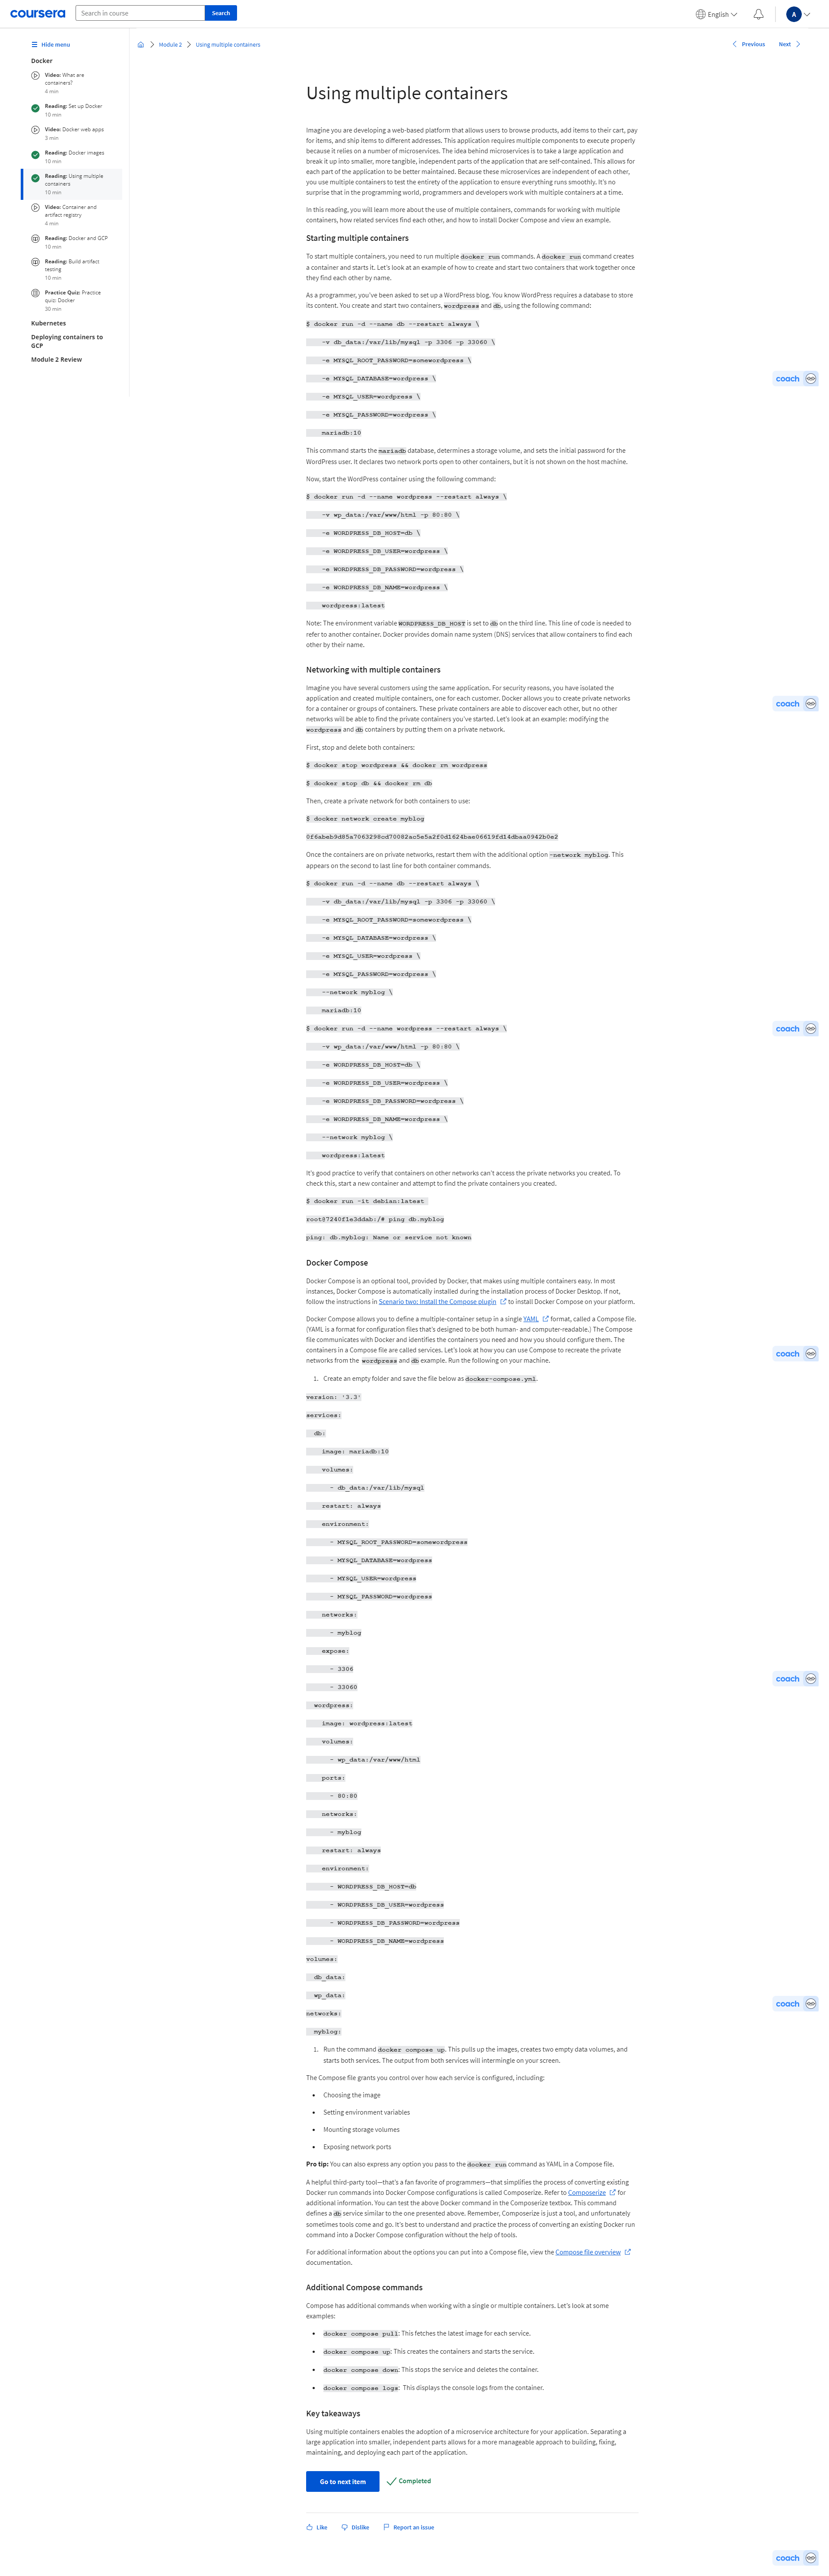 coursera
Search in course
Search
English
A
Hide menu
Module 2
Using multiple containers
Previous
Next
Docker
Video: What are
containers?
4 min
Reading: Set up Docker
10 min
Video: Docker web apps
3 min
Reading: Docker images
10 min
Reading: Using multiple
containers
10 min
Video: Container and
artifact registry
4 min
Reading: Docker and GCP
10 min
Reading: Build artifact
testing
10 min
Practice Quiz: Practice
quiz: Docker
30 min
Kubernetes
Deploying containers to
GCP
Module 2 Review
Using multiple containers
Imagine you are developing a web-based platform that allows users to browse products, add items to their cart, pay
for items, and ship items to different addresses. This application requires multiple components to execute properly
because it relies on a number of microservices. The idea behind microservices is to take a large application and
break it up into smaller, more tangible, independent parts of the application that are self-contained. This allows for
each part of the application to be better maintained. Because these microservices are independent of each other,
you use multiple containers to test the entirety of the application to ensure everything runs smoothly. It's no
surprise that in the programming world, programmers and developers work with multiple containers at a time.
In this reading, you will learn more about the use of multiple containers, commands for working with multiple
containers, how related services find each other, and how to install Docker Compose and view an example.
Starting multiple containers
To start multiple containers, you need to run multiple docker run commands. A docker run command creates
container and starts it. Let's look at an example of how to create and start two containers that work together once
they find each other by name.
As a programmer, you've been asked to set up a WordPress blog. You know WordPress requires a database to store
its content. You create and start two containers, wordpress and db, using the following command:
$ docker run -d --name db --restart always \
-v db_data:/var/lib/mysql -p 3306 -p 33060 \
-e MYSQL_ROOT_PASSWORD=somewordpress \
-e MYSQL_DATABASE=wordpress \
-e MYSQL_USER=wordpress \
-e MYSQL_PASSWORD=wordpress \
mariadb:10
This command starts the mariadb database, determines a storage volume, and sets the initial password for the
WordPress user. It declares two network ports open to other containers, but it is not shown on the host machine.
Now, start the WordPress container using the following command:
$ docker run -d --name wordpress --restart always \
-v wp_data:/var/www/html -p 80:80 \
-e WORDPRESS_DB_HOST=db \
-e WORDPRESS_DB_USER=wordpress \
-e WORDPRESS_DB_PASSWORD=wordpress \
-e WORDPRESS_DB_NAME=wordpress \
wordpress:latest
Note: The environment variable WORDPRESS_DB_HOST is set to db on the third line. This line of code is needed to
refer to another container. Docker provides domain name system (DNS) services that allow containers to find each
other by their name.
Networking with multiple containers
Imagine you have several customers using the same application. For security reasons, you have isolated the
application and created multiple containers, one for each customer. Docker allows you to create private networks
for a container or groups of containers. These private containers are able to discover each other, but no other
networks will be able to find the private containers you've started. Let's look at an example: modifying the
wordpress and db containers by putting them on a private network.
First, stop and delete both containers:
$ docker stop wordpress && docker rm wordpress
$ docker stop db && docker rm db
Then, create a private network for both containers to use:
$ docker network create myblog
0f6abeb9d85a7063298cd70082ac5e5a2f0d1624bae06619fd14dbaa0942b0e2
Once the containers are on private networks, restart them with the additional option -network myblog. This
appears on the second to last line for both container commands.
$ docker run -d --name db --restart always \
-v db_data:/var/lib/mysql -p 3306 -p 33060 \
-e MYSQL_ROOT_PASSWORD=somewordpress \
-e MYSQL_DATABASE=wordpress \
-e MYSQL_USER=wordpress \
-e MYSQL_PASSWORD=wordpress \
--network myblog \
mariadb:10
$ docker run -d --name wordpress --restart always \
-v wp_data:/var/www/html -p 80:80 \
-e WORDPRESS_DB_HOST=db \
-e WORDPRESS_DB_USER=wordpress \
-e WORDPRESS_DB_PASSWORD=wordpress \
-e WORDPRESS_DB_NAME=wordpress \
--network myblog \
wordpress:latest
It's good practice to verify that containers on other networks can't access the private networks you created. To
check this, start a new container and attempt to find the private containers you created.
$ docker run -it debian:latest
root@7240f1e3ddab:/# ping db.myblog
ping: db.myblog: Name or service not known
Docker Compose
Docker Compose is an optional tool, provided by Docker, that makes using multiple containers easy. In most
instances, Docker Compose is automatically installed during the installation process of Docker Desktop. If not,
follow the instructions in Scenario two: Install the Compose plugin to install Docker Compose on your platform.
Docker Compose allows you to define a multiple-container setup in a single YAML format, called a Compose file.
(YAML is a format for configuration files that's designed to be both human- and computer-readable.) The Compose
file communicates with Docker and identifies the containers you need and how you should configure them. The
containers in a Compose file are called services. Let's look at how you can use Compose to recreate the private
networks from the wordpress and db example. Run the following on your machine.
1. Create an empty folder and save the file below as docker-compose.yml.
version: '3.3'
services:
db:
image: mariadb:10
volumes:
- db_data:/var/lib/mysql
restart: always
environment:
- MYSQL_ROOT_PASSWORD=somewordpress
- MYSQL_DATABASE=wordpress
- MYSQL_USER=wordpress
- MYSQL_PASSWORD=wordpress
networks:
- myblog
expose:
- 3306
- 33060
wordpress:
image: wordpress:latest
volumes:
- wp_data:/var/www/html
ports:
- 80:80
networks:
- myblog
restart: always
environment:
- WORDPRESS_DB_HOST=db
- WORDPRESS_DB_USER=wordpress
- WORDPRESS_DB_PASSWORD=wordpress
- WORDPRESS_DB_NAME=wordpress
volumes:
db_data:
wp_data:
networks:
myblog:
1. Run the command docker compose up. This pulls up the images, creates two empty data volumes, and
starts both services. The output from both services will intermingle on your screen.
The Compose file grants you control over how each service is configured, including:
• Choosing the image
• Setting environment variables
• Mounting storage volumes
• Exposing network ports
Pro tip: You can also express any option you pass to the docker run command as YAML in a Compose file.
A helpful third-party tool—that's a fan favorite of programmers—that simplifies the process of converting existing
Docker run commands into Docker Compose configurations is called Composerize. Refer to Composerize for
additional information. You can test the above Docker command in the Composerize textbox. This command
defines a db service similar to the one presented above. Remember, Composerize is just a tool, and unfortunately
sometimes tools come and go. It's best to understand and practice the process of converting an existing Docker run
command into a Docker Compose configuration without the help of tools.
For additional information about the options you can put into a Compose file, view the Compose file overview
documentation.
Additional Compose commands
Compose has additional commands when working with a single or multiple containers. Let's look at some
examples:
• docker compose pull: This fetches the latest image for each service.
• docker compose up: This creates the containers and starts the service.
• docker compose down: This stops the service and deletes the container.
• docker compose logs: This displays the console logs from the container.
Key takeaways
Using multiple containers enables the adoption of a microservice architecture for your application. Separating a
large application into smaller, independent parts allows for a more manageable approach to building, fixing,
maintaining, and deploying each part of the application.
Go to next item
Completed
Like
Dislike
Report an issue
coach
coach
coach
coach
coach
coach
coach